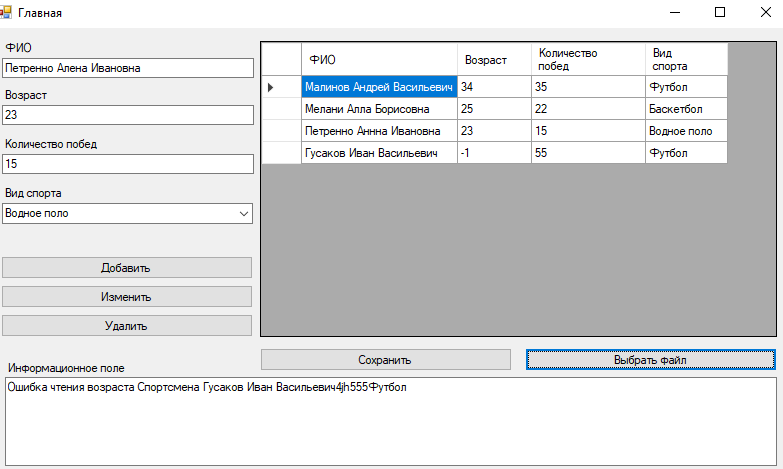 Главная
ФИО
Петренно Алена Ивановна
Возраст
23
Количество побед
15
Вид спорта
Водное поло
Добавить
Изменить
Удалить
ФИО Возраст Количество побед Вид спорта
Малинов Андрей Васильевич 34 35 Футбол
Мелани Алла Борисовна 25 22 Баскетбол
Петренно Аннна Ивановна 23 15 Водное поло
Гусаков Иван Васильевич -1 55 Футбол
Сохранить
Выбрать файл
Информационное поле
Ошибка чтения возраста Спортсмена Гусаков Иван Васильевич4jh555Футбол